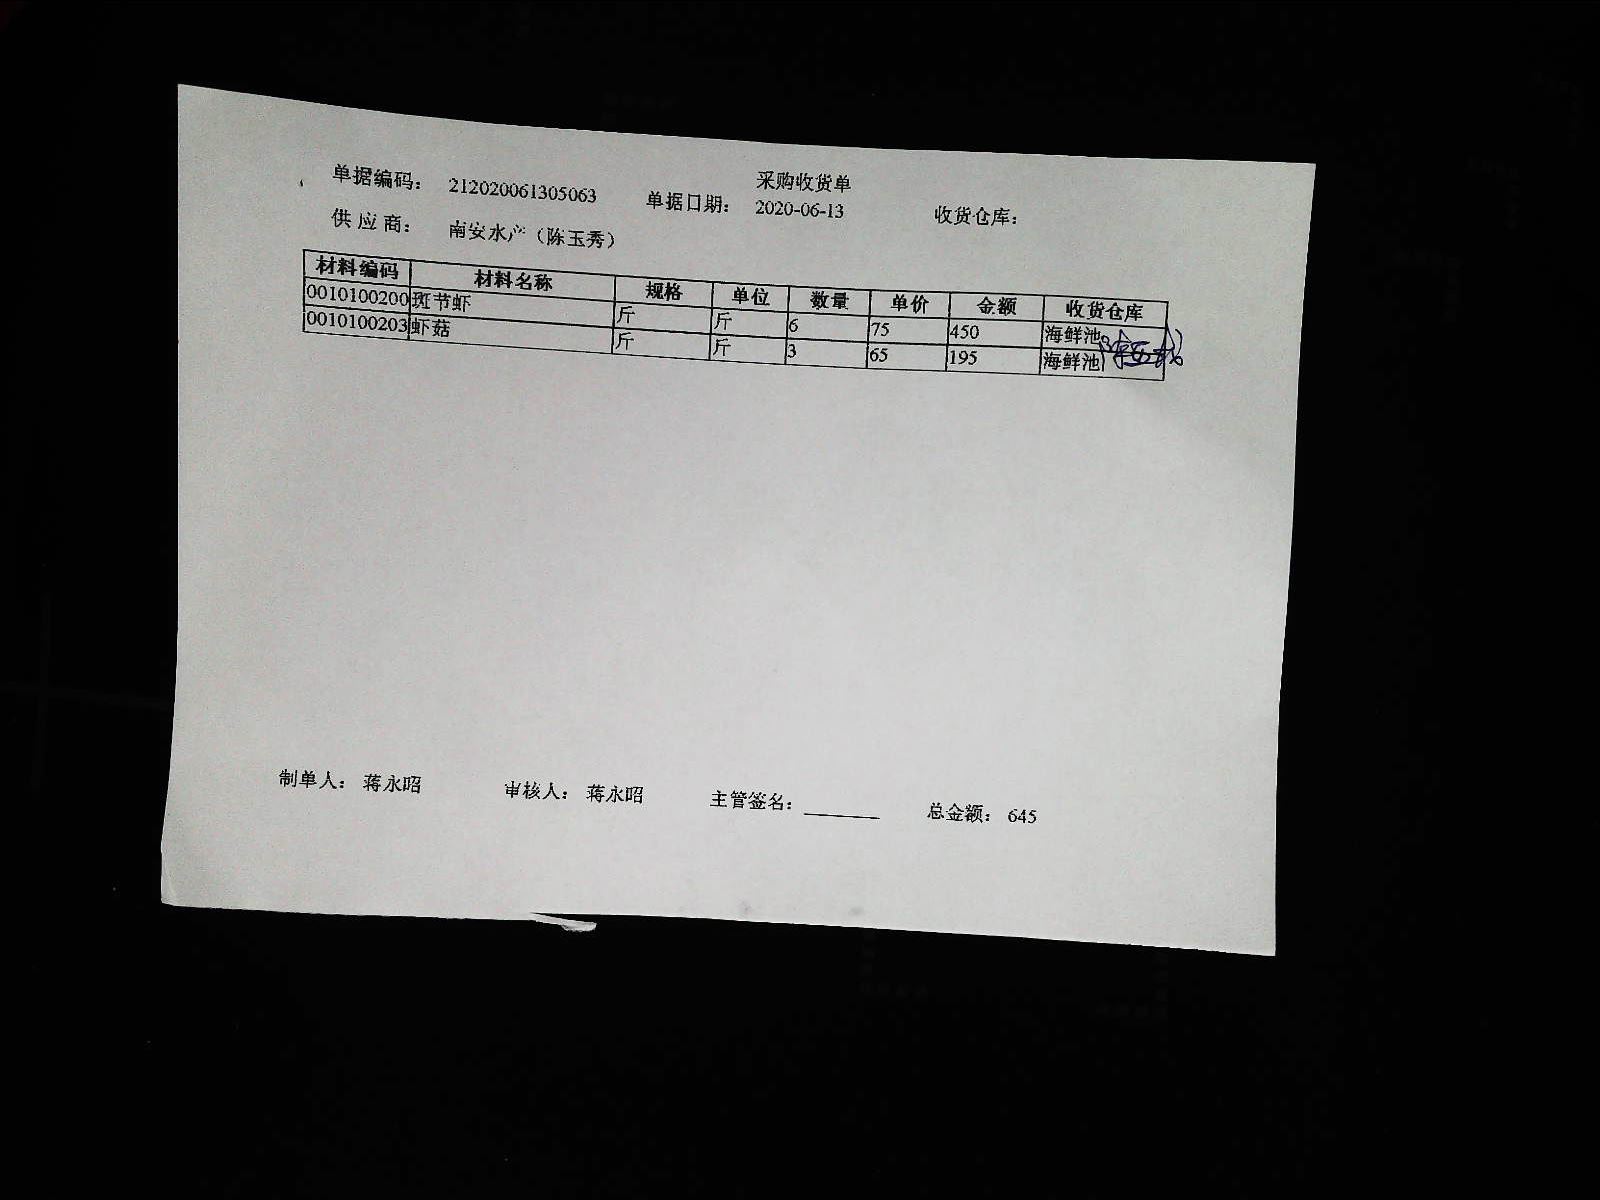 采购收货单
单据编码： 212020061305063 单据日期： 2020-06-13 收货仓库：
供应商： 南安水产（陈玉秀）
材料编码 材料名称 规格 单位 数量 单价 金额 收货仓库
0010100200 斑节虾 斤 斤 6 75 450 海鲜池
0010100203 虾菇 斤 斤 3 65 195 海鲜池
制单人： 蒋永昭 审核人： 蒋永昭 主管签名： 总金额： 645